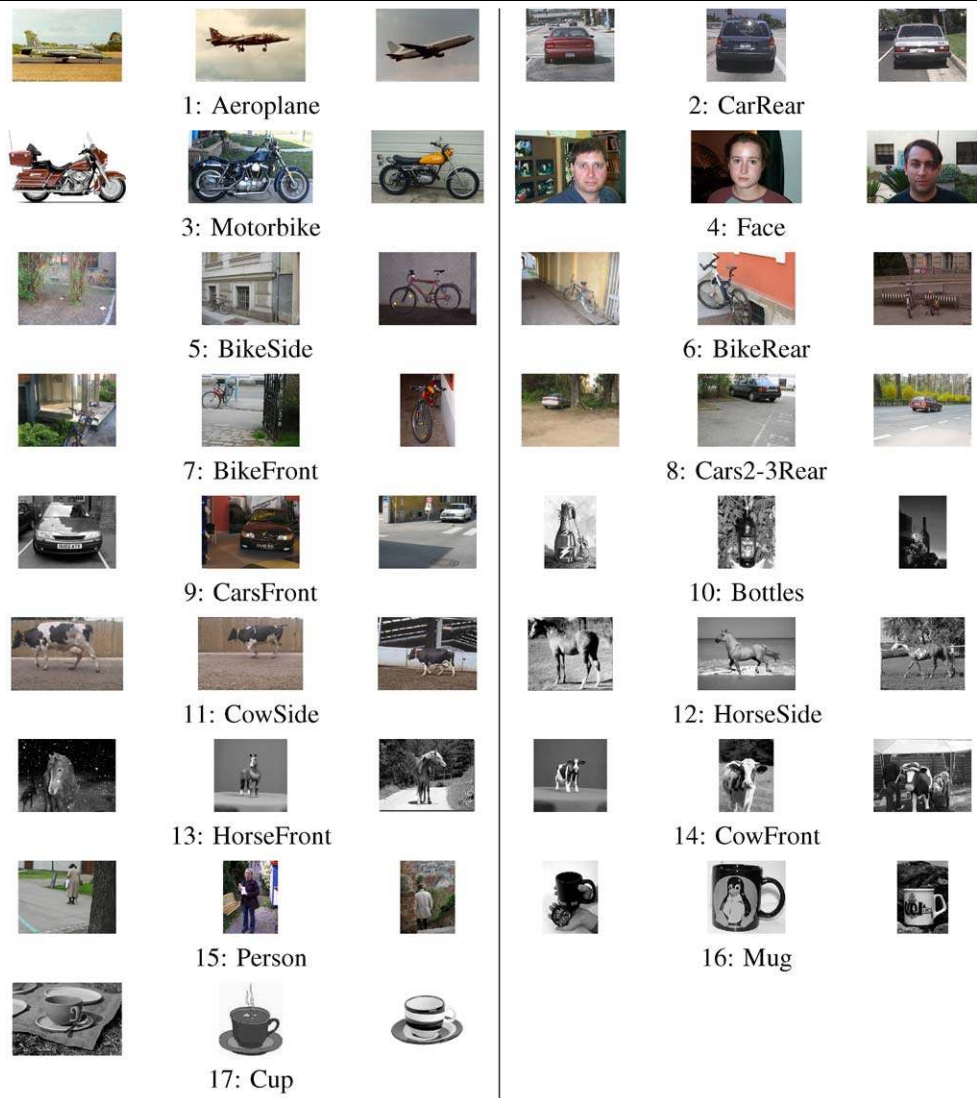 1: Aeroplane
2: CarRear
3: Motorbike
4: Face
5: BikeSide
6: BikeRear
7: BikeFront
8: Cars2-3Rear
9: CarsFront
10: Bottles
11: CowSide
12: HorseSide
13: HorseFront
14: CowFront
15: Person
16: Mug
17: Cup